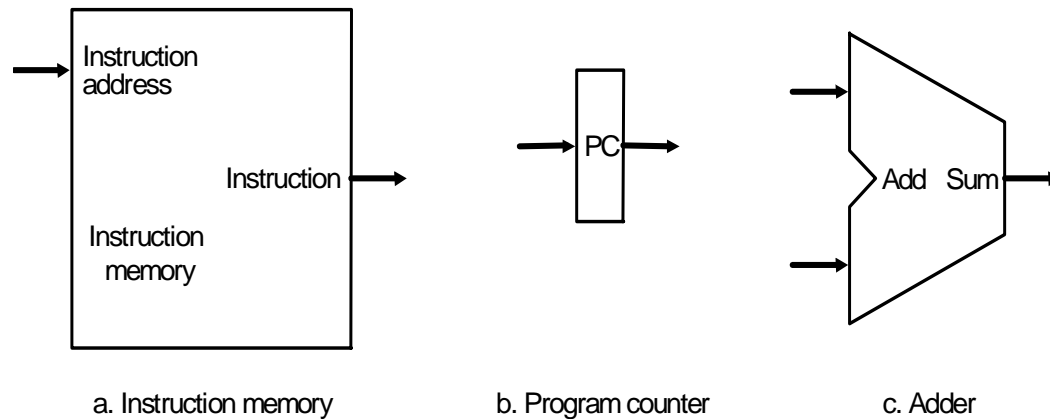 Instruction
address
Instruction
Instruction
memory
PC
Add Sum
a. Instruction memory
b. Program counter
c. Adder